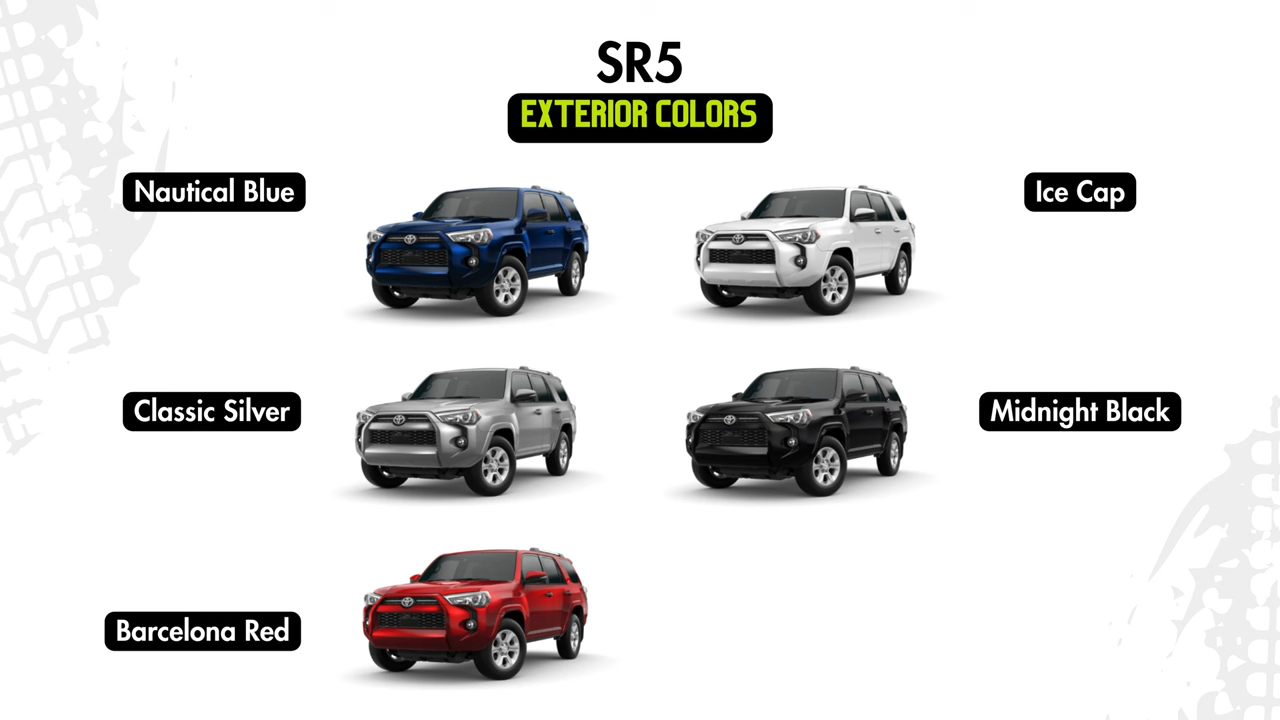 SR5
EXTERIOR COLORS
Nautical Blue
Ice Cap
Classic Silver
Midnight Black
Barcelona Red